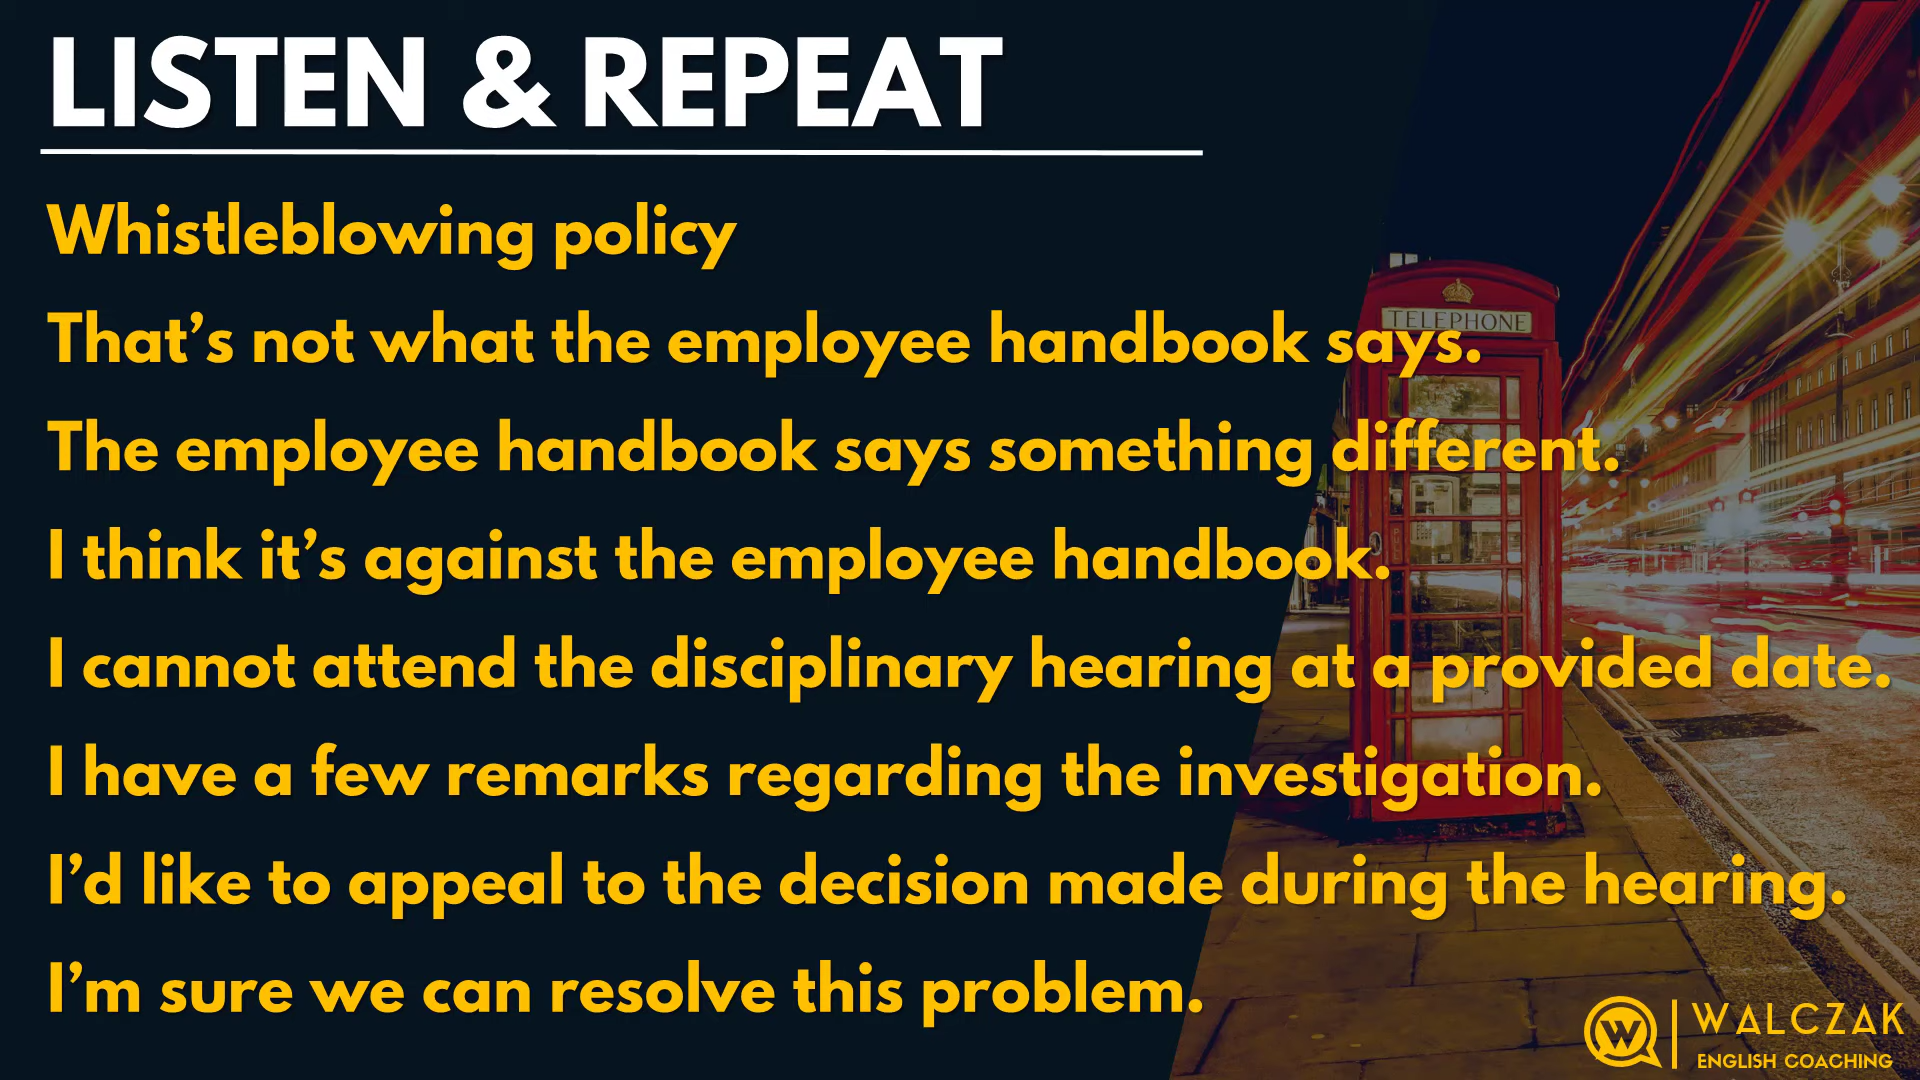 LISTEN & REPEAT
Whistleblowing policy
That’s not what the employee handbook says.
The employee handbook says something different.
I think it’s against the employee handbook.
I cannot attend the disciplinary hearing at a provided date.
I have a few remarks regarding the investigation.
I’d like to appeal to the decision made during the hearing.
I’m sure we can resolve this problem.
TELEPHONE
W
WALCZAK
ENGLISH COACHING